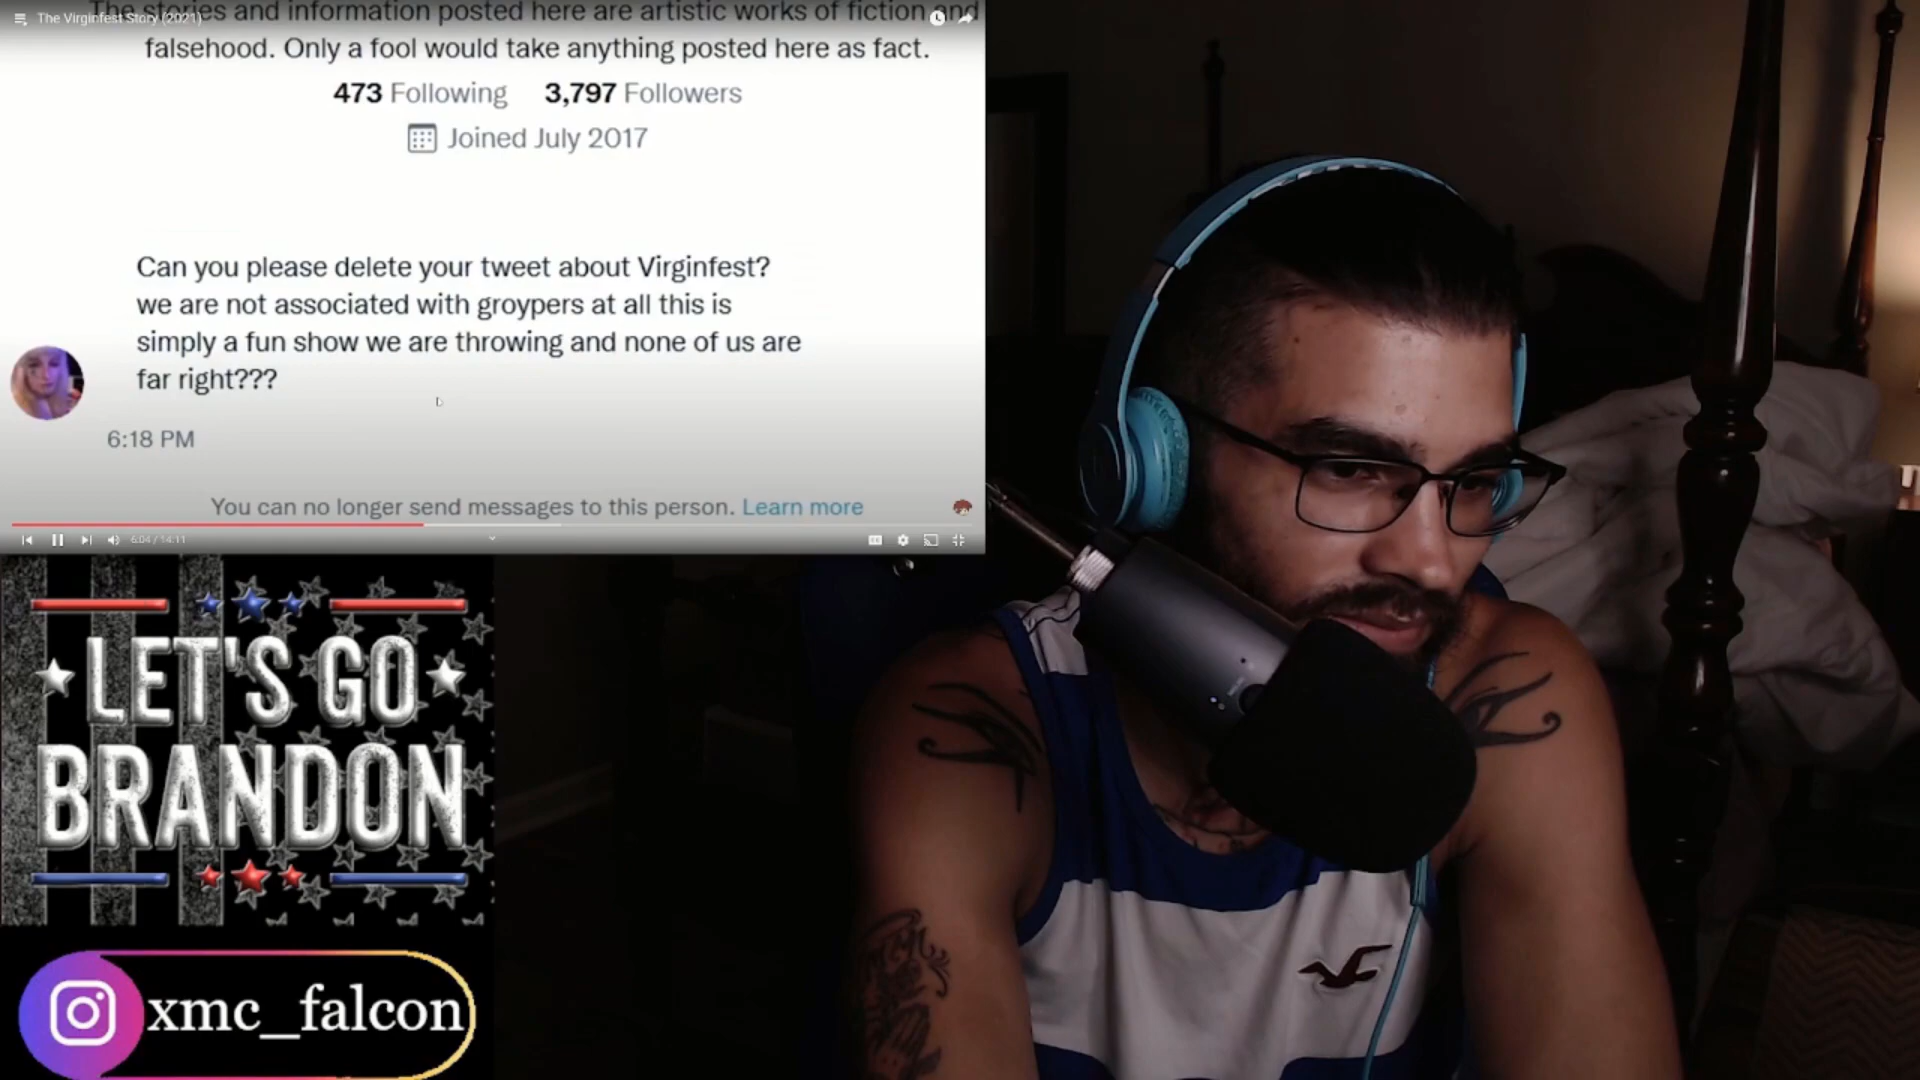 The stories and information posted here are artistic works of fiction and
The Virginfest Story (2021)
falsehood. Only a fool would take anything posted here as fact.
473 Following 3,797 Followers
Joined July 2017
Can you please delete your tweet about Virginfest?
we are not associated with groypers at all this is
simply a fun show we are throwing and none of us are
far right???
6:18 PM
You can no longer send messages to this person. Learn more
6:04 / 14:11
LET'S GO
BRANDON
xmc_falcon